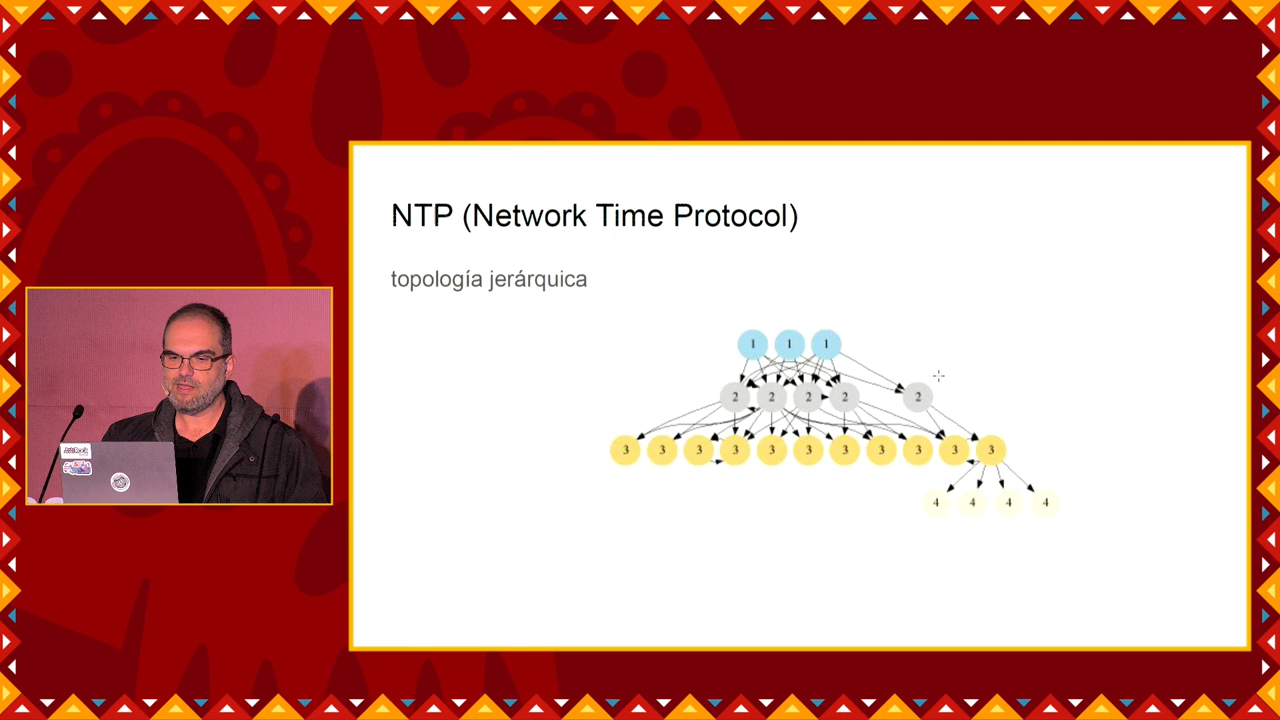 NTP (Network Time Protocol)
topología jerárquica
1 1 1
2 2 2 2 2
3 3 3 3 3 3 3 3 3 3 3
4 4 4 4